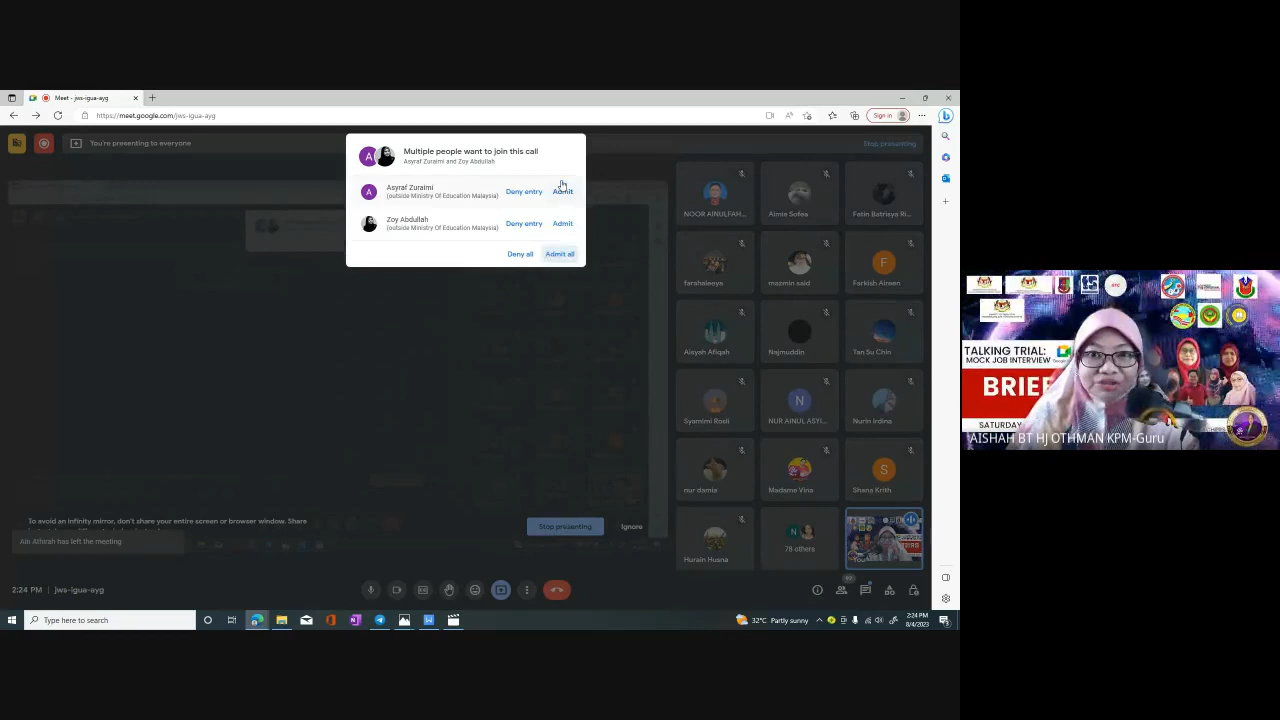 Meet - jws-igua-ayg
https://meet.google.com/jws-igua-ayg
Sign in
You're presenting to everyone
Stop presenting
Multiple people want to join this call
Asyraf Zuraimi and Zoy Abdullah
A
A
Asyraf Zuraimi
(outside Ministry Of Education Malaysia)
Deny entry
Admit
Zoy Abdullah
(outside Ministry Of Education Malaysia)
Deny entry
Admit
Deny all
Admit all
NOOR AINULFAH...
Aimie Sofea
Fatin Batrisya Ri...
farahaleeya
mazmin said
F
Farkish Aireen
Aisyah Afiqah
Najmuddin
Tan Su Chin
Syamimi Rosli
N
NUR AINUL ASYI...
Nurin Irdina
nur damia
Madame Vina
S
Shana Krith
Hurain Husna
N
78 others
You
To avoid an infinity mirror, don't share your entire screen or browser window. Share
Stop presenting
Ignore
Ain Athirah has left the meeting
2:24 PM | jws-igua-ayg
99
Type here to search
32°C Partly sunny
2:24 PM
8/4/2023
TALKING TRIAL:
MOCK JOB INTERVIEW
BRIEF
SATURDAY
AISHAH BT HJ OTHMAN KPM-Guru